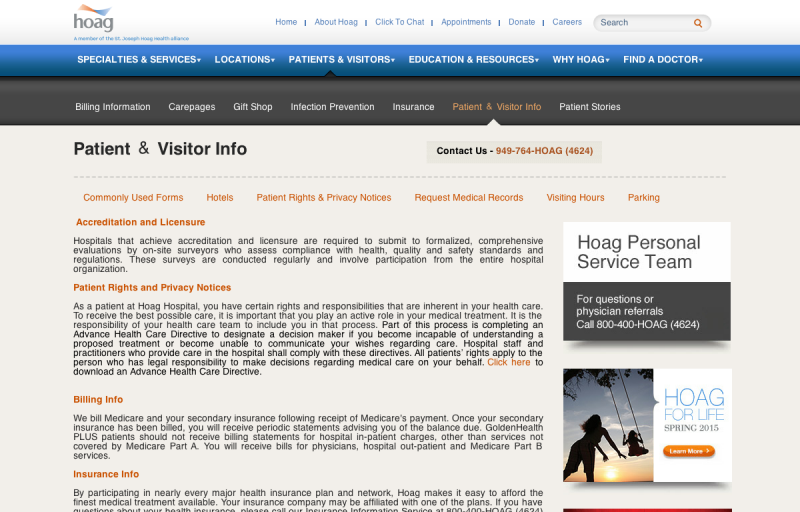 hoag
A member of the St. Joseph Hoag Health alliance
Home | About Hoag | Click To Chat | Appointments | Donate | Careers
Search
SPECIALTIES & SERVICES LOCATIONS PATIENTS & VISITORS EDUCATION & RESOURCES WHY HOAG FIND A DOCTOR
Billing Information Carepages Gift Shop Infection Prevention Insurance Patient & Visitor Info Patient Stories
Patient & Visitor Info
Contact Us - 949-764-HOAG (4624)
Commonly Used Forms Hotels Patient Rights & Privacy Notices Request Medical Records Visiting Hours Parking
Accreditation and Licensure
Hospitals that achieve accreditation and licensure are required to submit to formalized, comprehensive
evaluations by on-site surveyors who assess compliance with health, quality and safety standards and
regulations. These surveys are conducted regularly and involve participation from the entire hospital
organization.
Patient Rights and Privacy Notices
As a patient at Hoag Hospital, you have certain rights and responsibilities that are inherent in your health care.
To receive the best possible care, it is important that you play an active role in your medical treatment. It is the
responsibility of your health care team to include you in that process. Part of this process is completing an
Advance Health Care Directive to designate a decision maker if you become incapable of understanding a
proposed treatment or become unable to communicate your wishes regarding care. Hospital staff and
practitioners who provide care in the hospital shall comply with these directives. All patients' rights apply to the
person who has legal responsibility to make decisions regarding medical care on your behalf. Click here to
download an Advance Health Care Directive.
Billing Info
We bill Medicare and your secondary insurance following receipt of Medicare's payment. Once your secondary
insurance has been billed, you will receive periodic statements advising you of the balance due. GoldenHealth
PLUS patients should not receive billing statements for hospital in-patient charges, other than services not
covered by Medicare Part A. You will receive bills for physicians, hospital out-patient and Medicare Part B
services.
Insurance Info
By participating in nearly every major health insurance plan and network, Hoag makes it easy to afford the
finest medical treatment available. Your insurance company may be affiliated with one of the plans. If you have
questions about your health insurance, please call our Insurance Information Service at 800-400-HOAG (4624)
Hoag Personal
Service Team
For questions or
physician referrals
Call 800-400-HOAG (4624)
HOAG
FOR LIFE
SPRING 2015
Learn More >